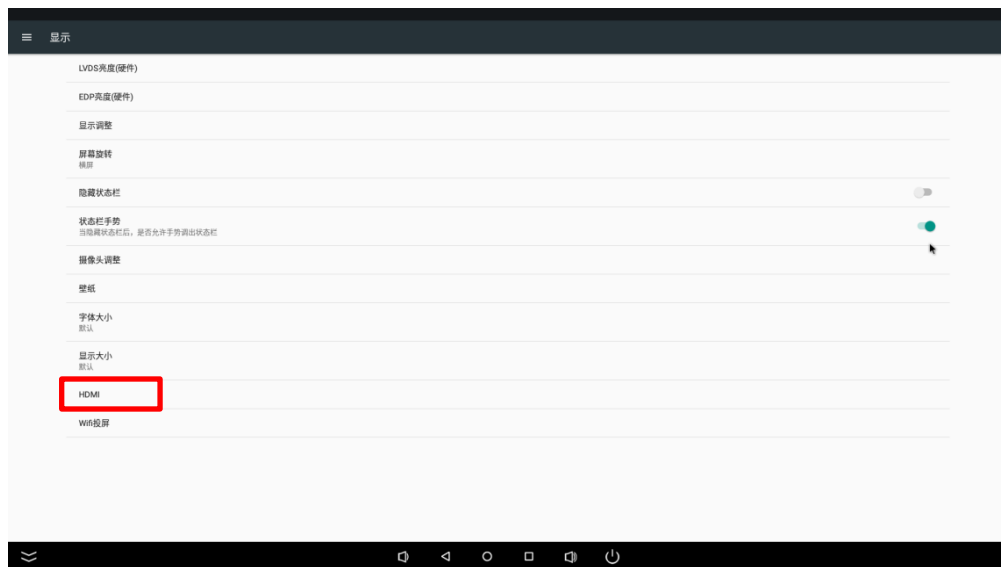 显示
LVDS亮度(硬件)
EDP亮度(硬件)
显示调整
屏幕旋转
横屏
隐藏状态栏
状态栏手势
当隐藏状态栏后，是否允许手势调出状态栏
摄像头调整
壁纸
字体大小
默认
显示大小
默认
HDMI
Wifi投屏